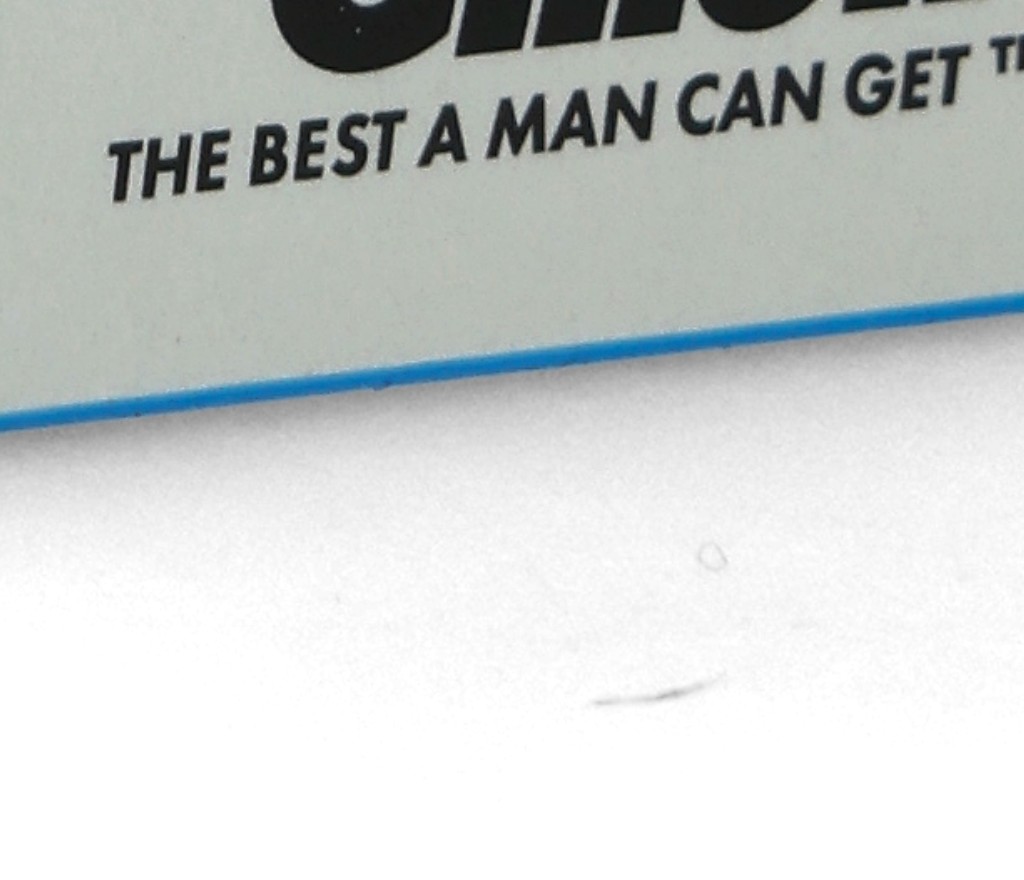 THE BEST A MAN CAN GET